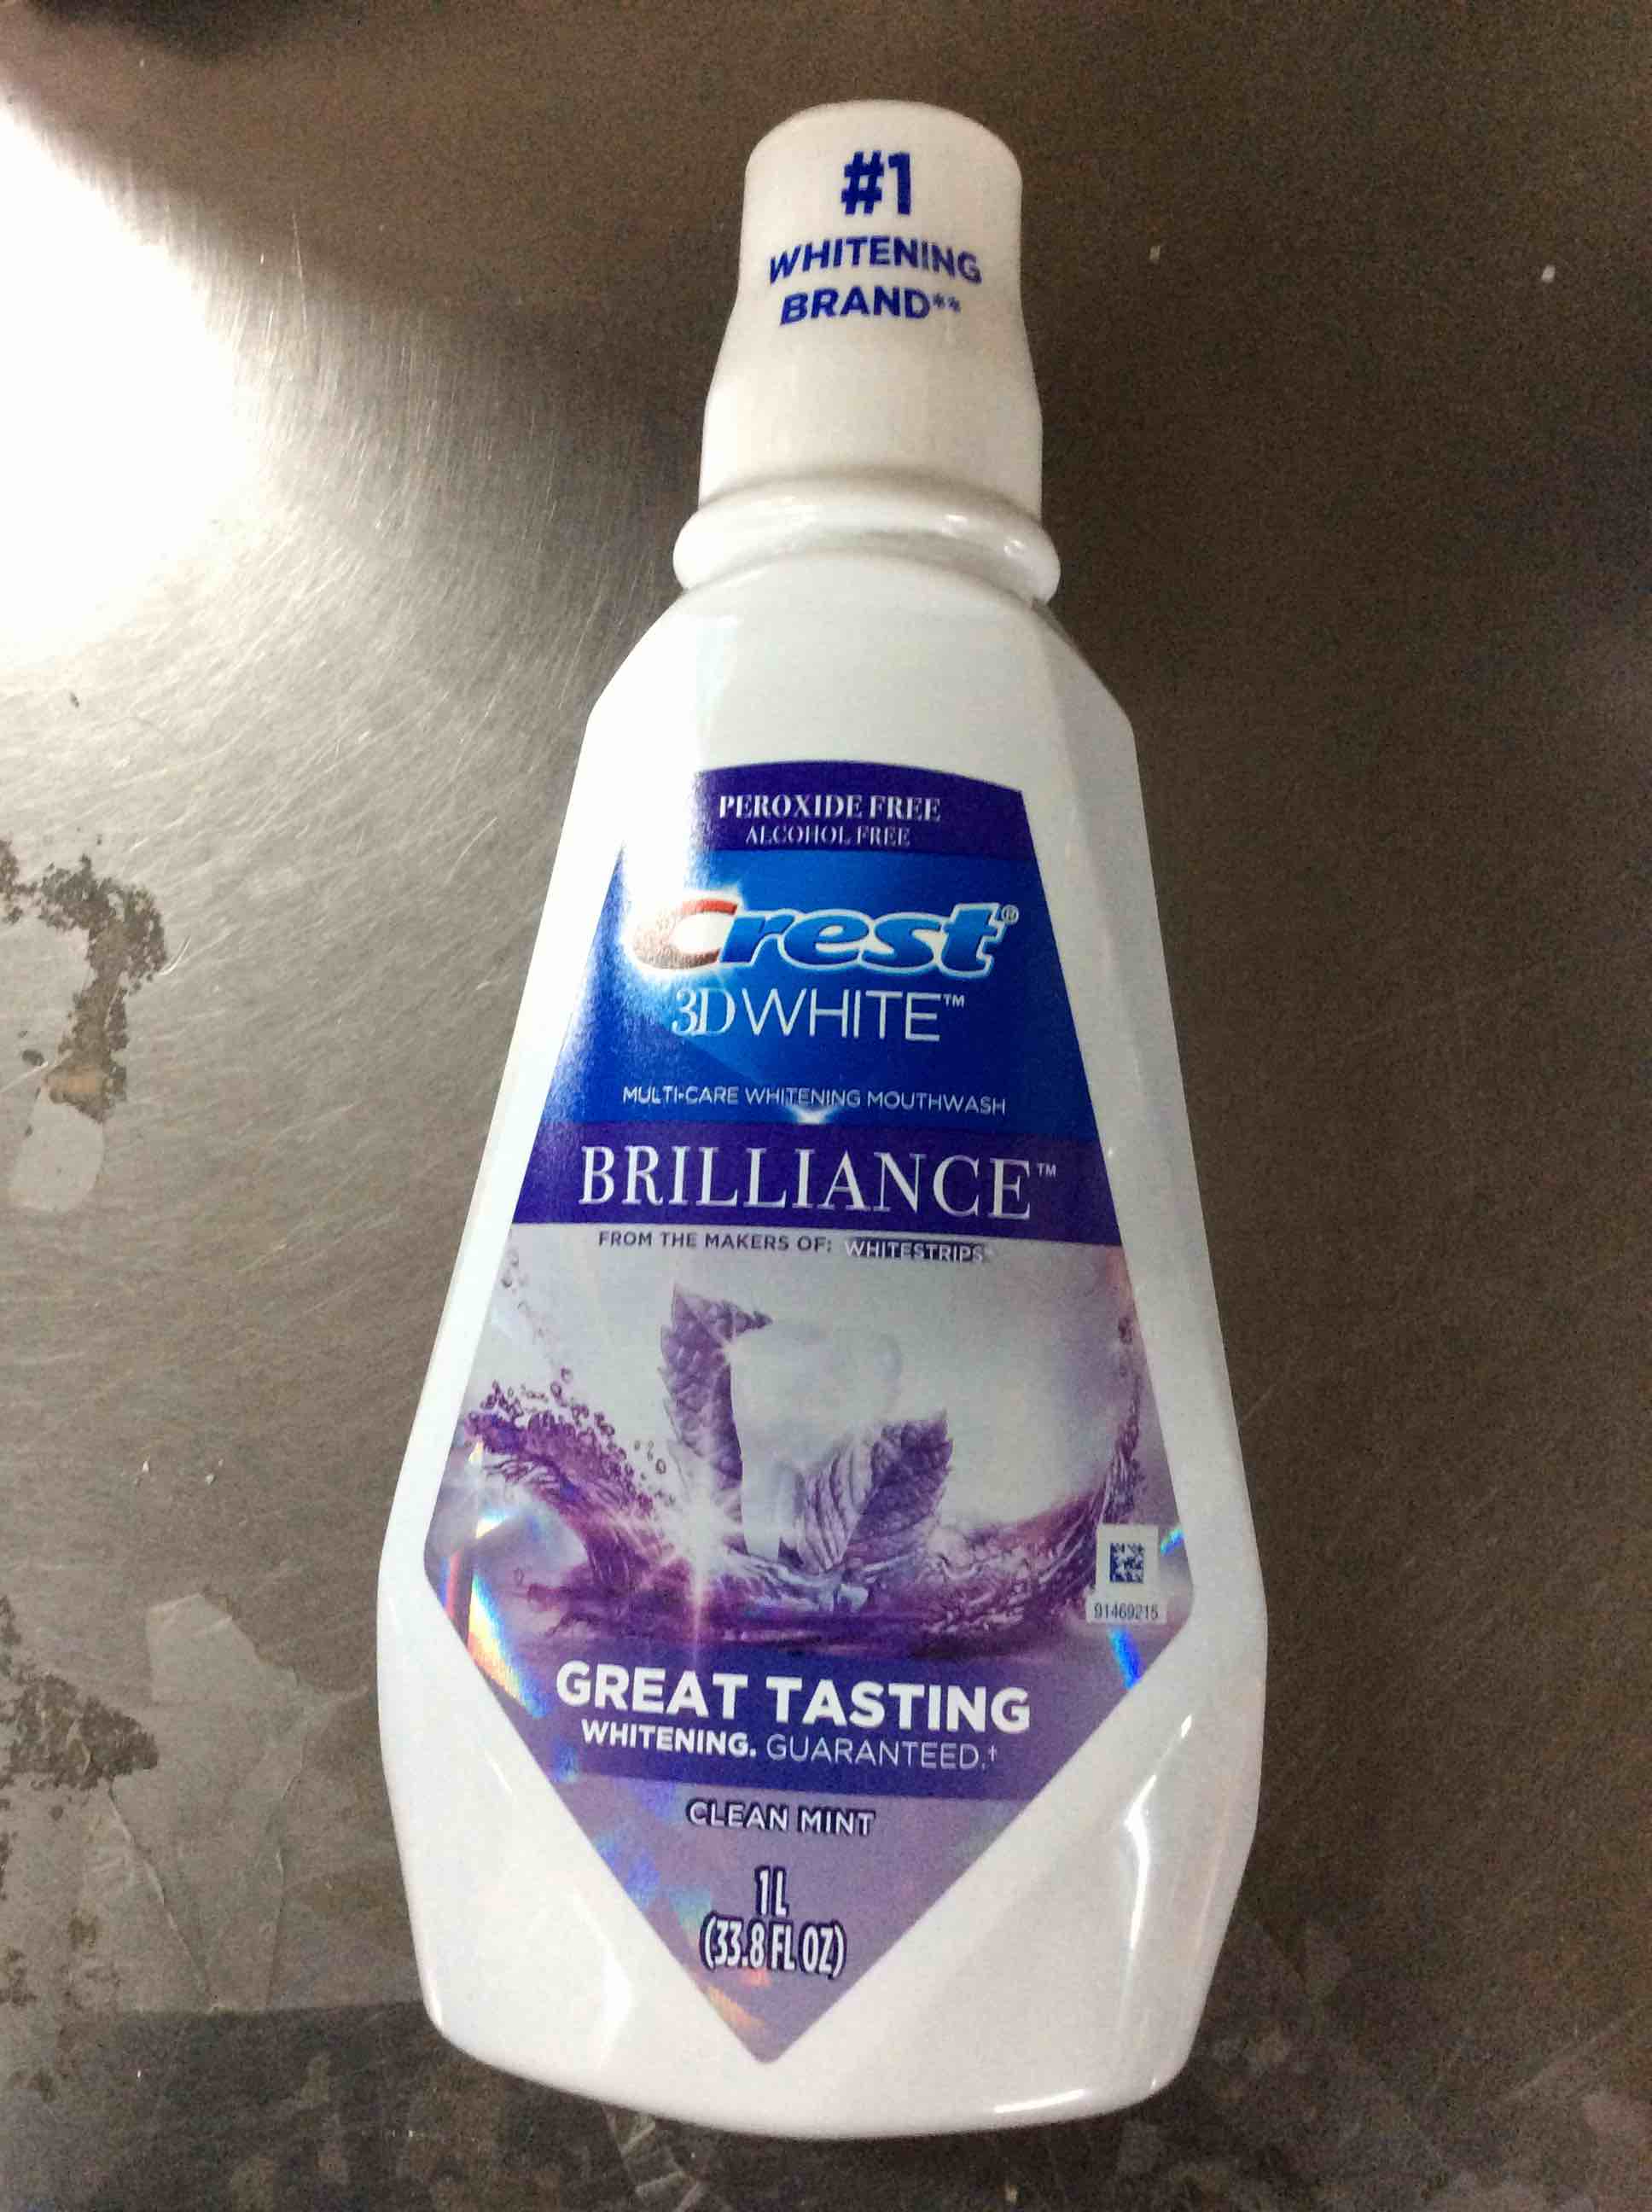 #1
WHITENING
BRAND**
PEROXIDE FREE
ALCOHOL FREE
Crest®
3D WHITE™
MULTI-CARE WHITENING MOUTHWASH
BRILLIANCE™
FROM THE MAKERS OF: WHITESTRIPS
91469215
GREAT TASTING
WHITENING. GUARANTEED.†
CLEAN MINT
1 L
(33.8 FL OZ)